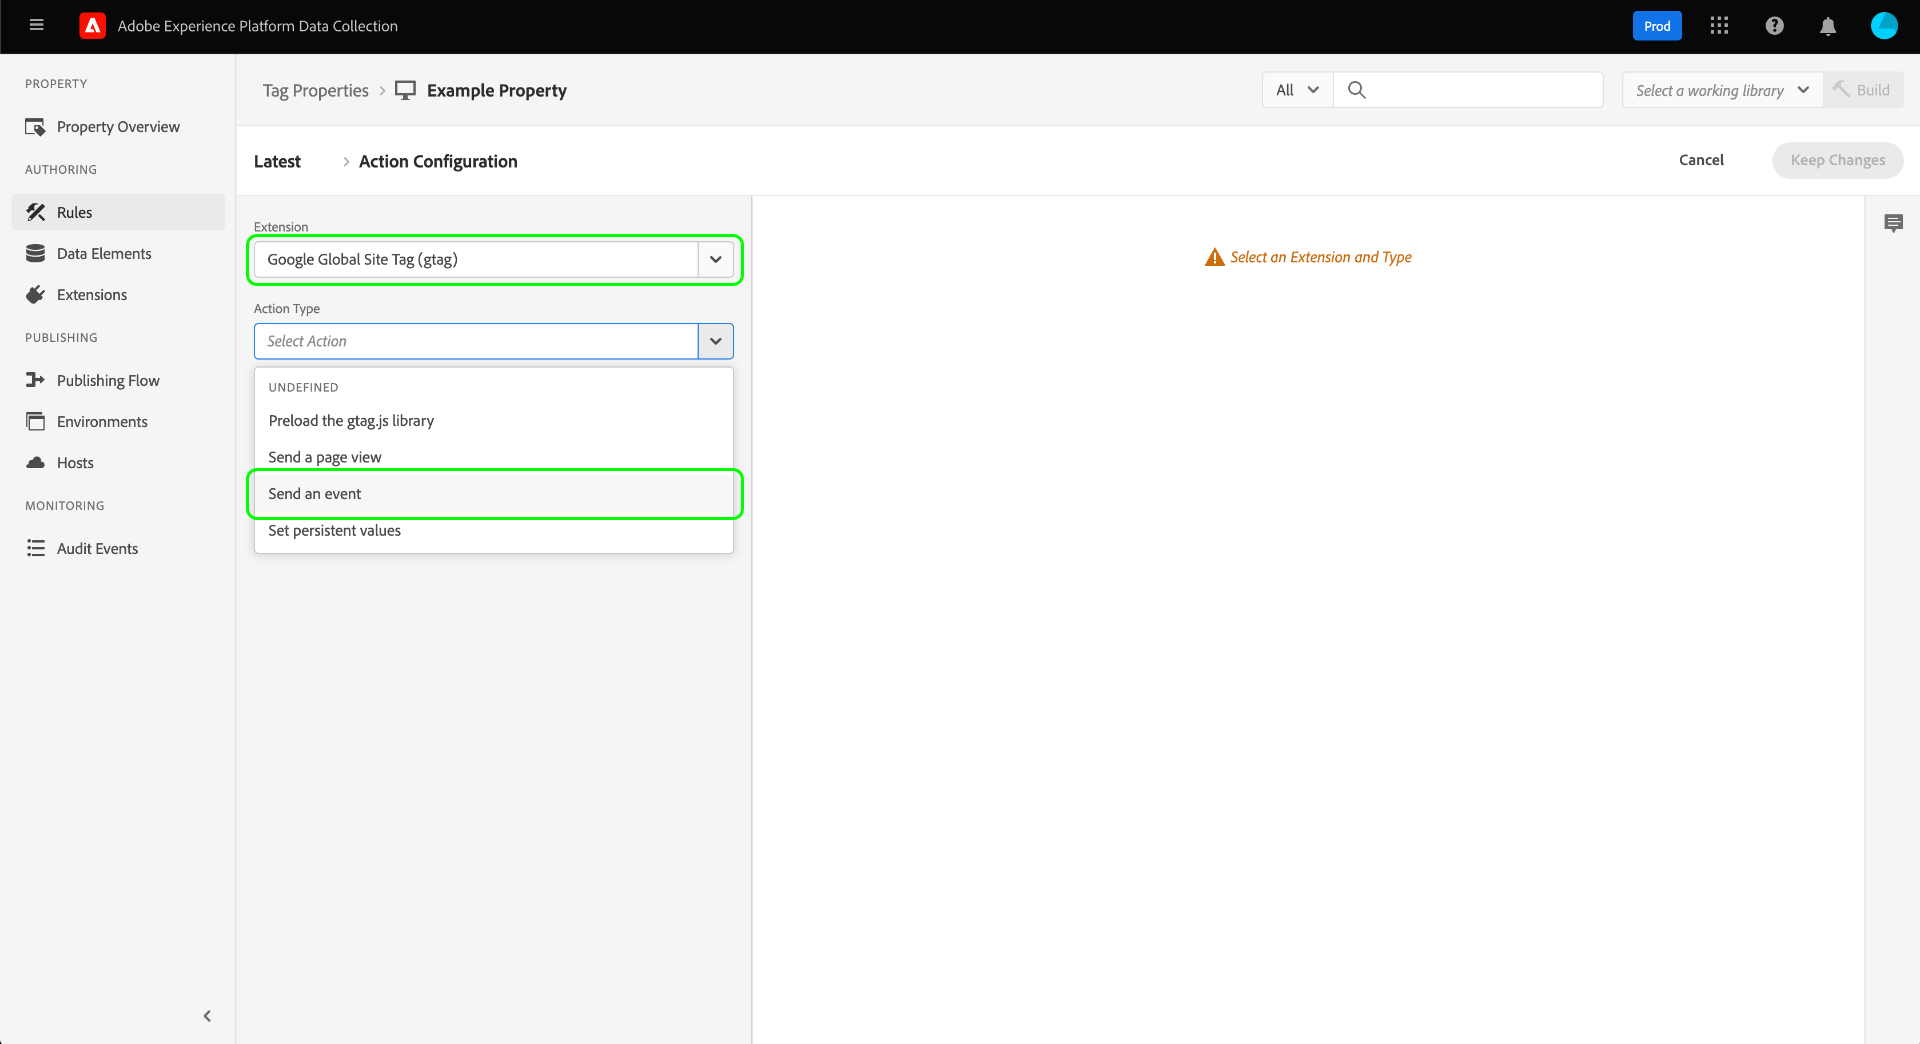 Adobe Experience Platform Data Collection
Prod
PROPERTY
Property Overview
AUTHORING
Rules
Data Elements
Extensions
PUBLISHING
Publishing Flow
Environments
Hosts
MONITORING
Audit Events
Tag Properties
Example Property
All
Select a working library
Build
Latest
Action Configuration
Cancel
Keep Changes
Extension
Google Global Site Tag (gtag)
Action Type
Select Action
UNDEFINED
Preload the gtag.js library
Send a page view
Send an event
Set persistent values
Select an Extension and Type